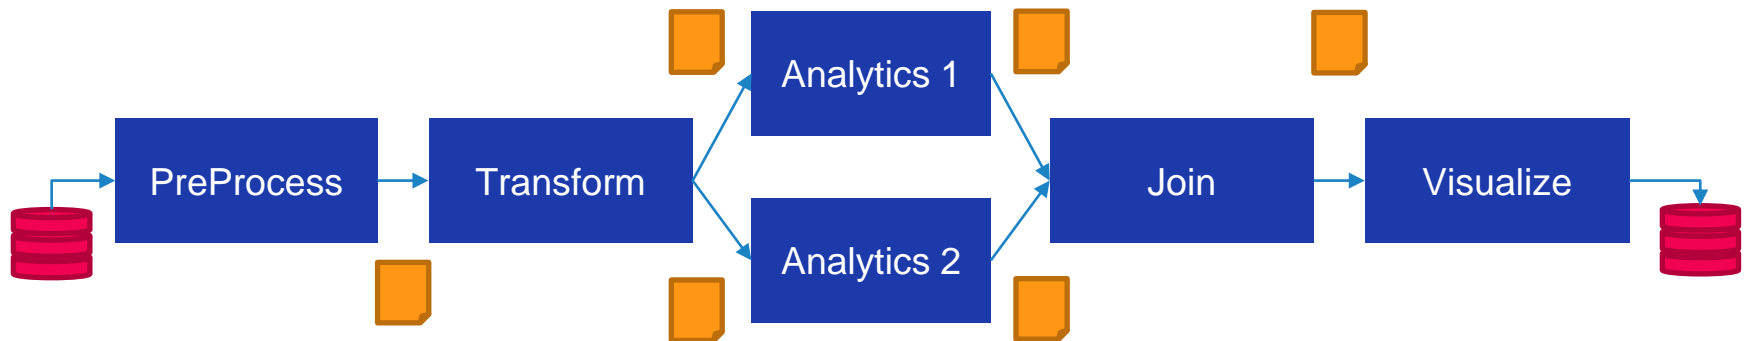 PreProcess
Transform
Analytics 1
Analytics 2
Join
Visualize